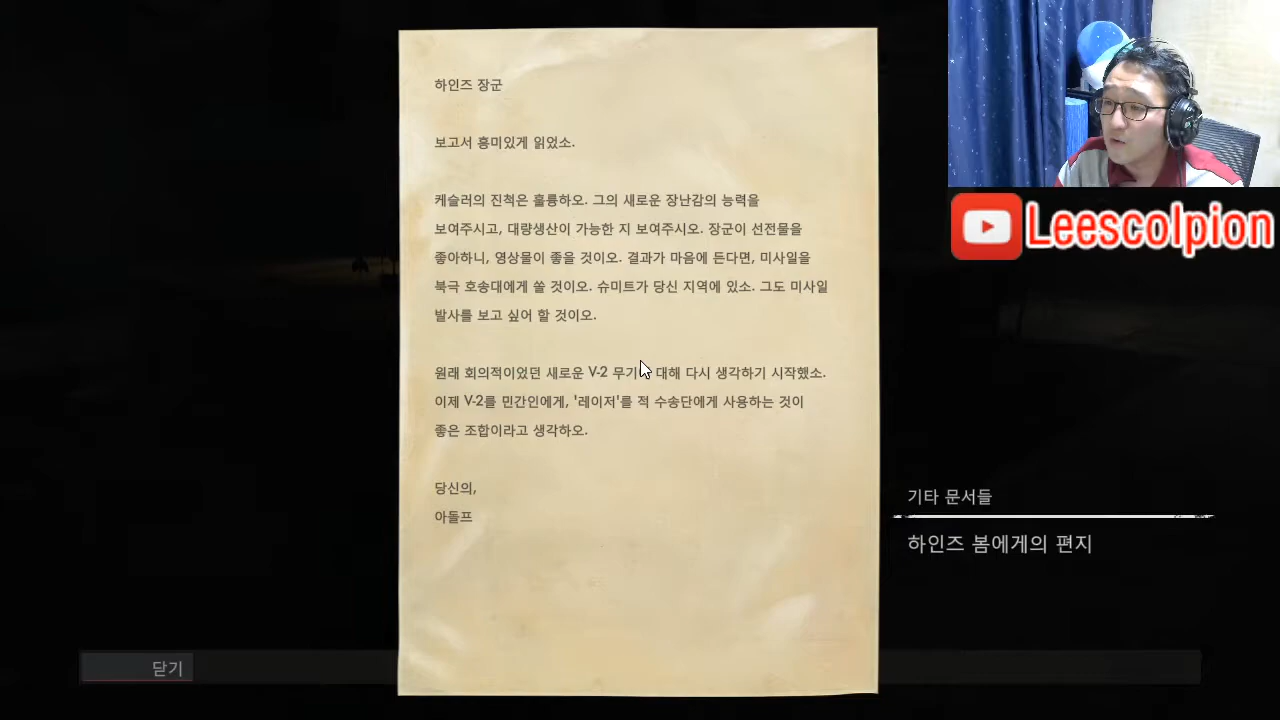 하인즈 장군
보고서 흥미있게 읽었소.
케슬러의 진척은 훌륭하오. 그의 새로운 장난감의 능력을
보여주시고, 대량생산이 가능한 지 보여주시오. 장군이 선전물을
좋아하니, 영상물이 좋을 것이오. 결과가 마음에 든다면, 미사일을
북극 호송대에게 쏠 것이오. 슈미트가 당신 지역에 있소. 그도 미사일
발사를 보고 싶어 할 것이오.
원래 회의적이었던 새로운 V-2 무기 대해 다시 생각하기 시작했소.
이제 V-2를 민간인에게, '레이저'를 적 수송단에게 사용하는 것이
좋은 조합이라고 생각하오.
당신의,
아돌프
Leescolpion
기타 문서들
하인즈 봄에게의 편지
닫기